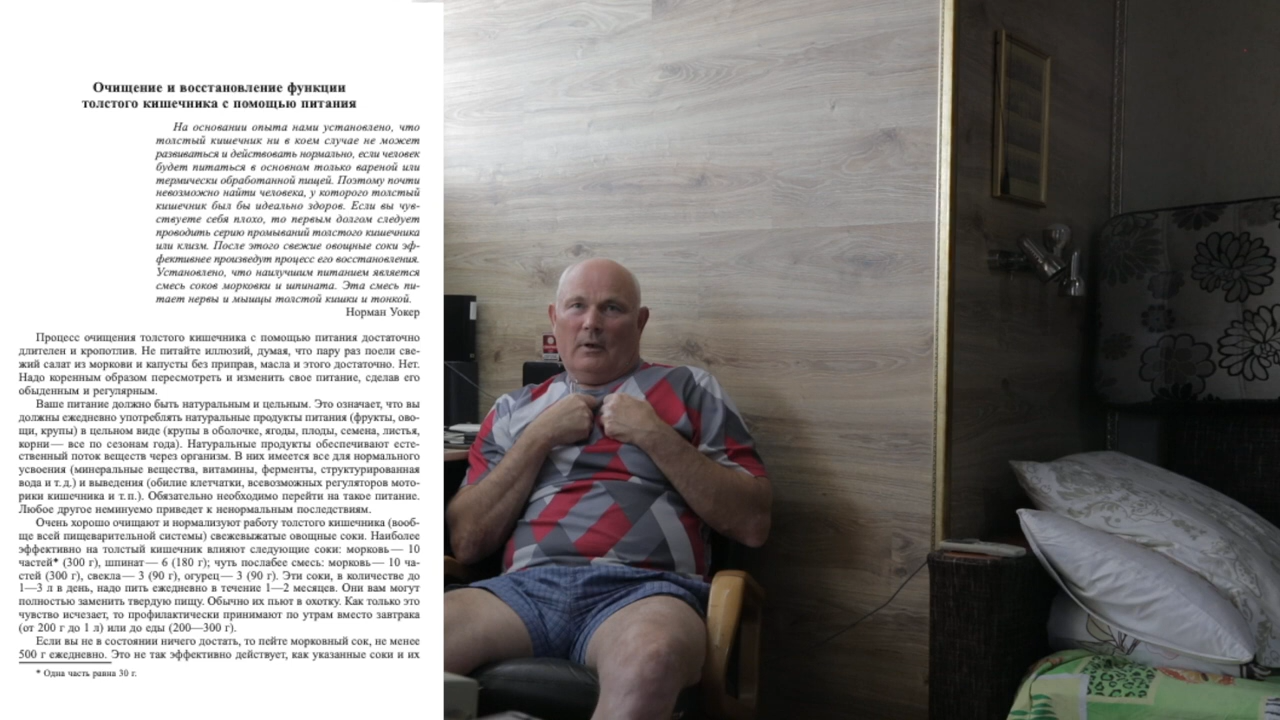 Очищение и восстановление функции
толстого кишечника с помощью питания
На основании опыта нами установлено, что
толстый кишечник ни в коем случае не может
развиваться и действовать нормально, если человек
будет питаться в основном только вареной или
термически обработанной пищей. Поэтому почти
невозможно найти человека, у которого толстый
кишечник был бы идеально здоров. Если вы чув-
ствуете себя плохо, то первым долгом следует
проводить серию промываний толстого кишечника
или клизм. После этого свежие овощные соки эф-
фективнее произведут процесс его восстановления.
Установлено, что наилучшим питанием является
смесь соков морковки и шпината. Эта смесь пи-
тает нервы и мышцы толстой кишки и тонкой.
Норман Уокер
Процесс очищения толстого кишечника с помощью питания достаточно
длителен и кропотлив. Не питайте иллюзий, думая, что пару раз поели све-
жий салат из моркови и капусты без приправ, масла и этого достаточно. Нет.
Надо коренным образом пересмотреть и изменить свое питание, сделав его
обыденным и регулярным.
Ваше питание должно быть натуральным и цельным. Это означает, что вы
должны ежедневно употреблять натуральные продукты питания (фрукты, ово-
щи, крупы) в цельном виде (крупы в оболочке, ягоды, плоды, семена, листья,
корни— все по сезонам года). Натуральные продукты обеспечивают есте-
ственный поток веществ через организм. В них имеется все для нормального
усвоения (минеральные вещества, витамины, ферменты, структурированная
вода и т.д.) и выведения (обилие клетчатки, всевозможных регуляторов мото-
рики кишечника и т.п.). Обязательно необходимо перейти на такое питание.
Любое другое неминуемо приведет к ненормальным последствиям.
Очень хорошо очищают и нормализуют работу толстого кишечника (вооб-
ще всей пищеварительной системы) свежевыжатые овощные соки. Наиболее
эффективно на толстый кишечник влияют следующие соки: морковь— 10
частей* (300 г), шпинат— 6 (180 г); чуть послабее смесь: морковь— 10 ча-
стей (300 г), свекла— 3 (90 г), огурец— 3 (90 г). Эти соки, в количестве до
1—3 л в день, надо пить ежедневно в течение 1—2 месяцев. Они вам могут
полностью заменить твердую пищу. Обычно их пьют в охотку. Как только это
чувство исчезает, то профилактически принимают по утрам вместо завтрака
(от 200 г до 1 л) или до еды (200—300 г).
Если вы не в состоянии ничего достать, то пейте морковный сок, не менее
500 г ежедневно. Это не так эффективно действует, как указанные соки и их
* Одна часть равна 30 г.